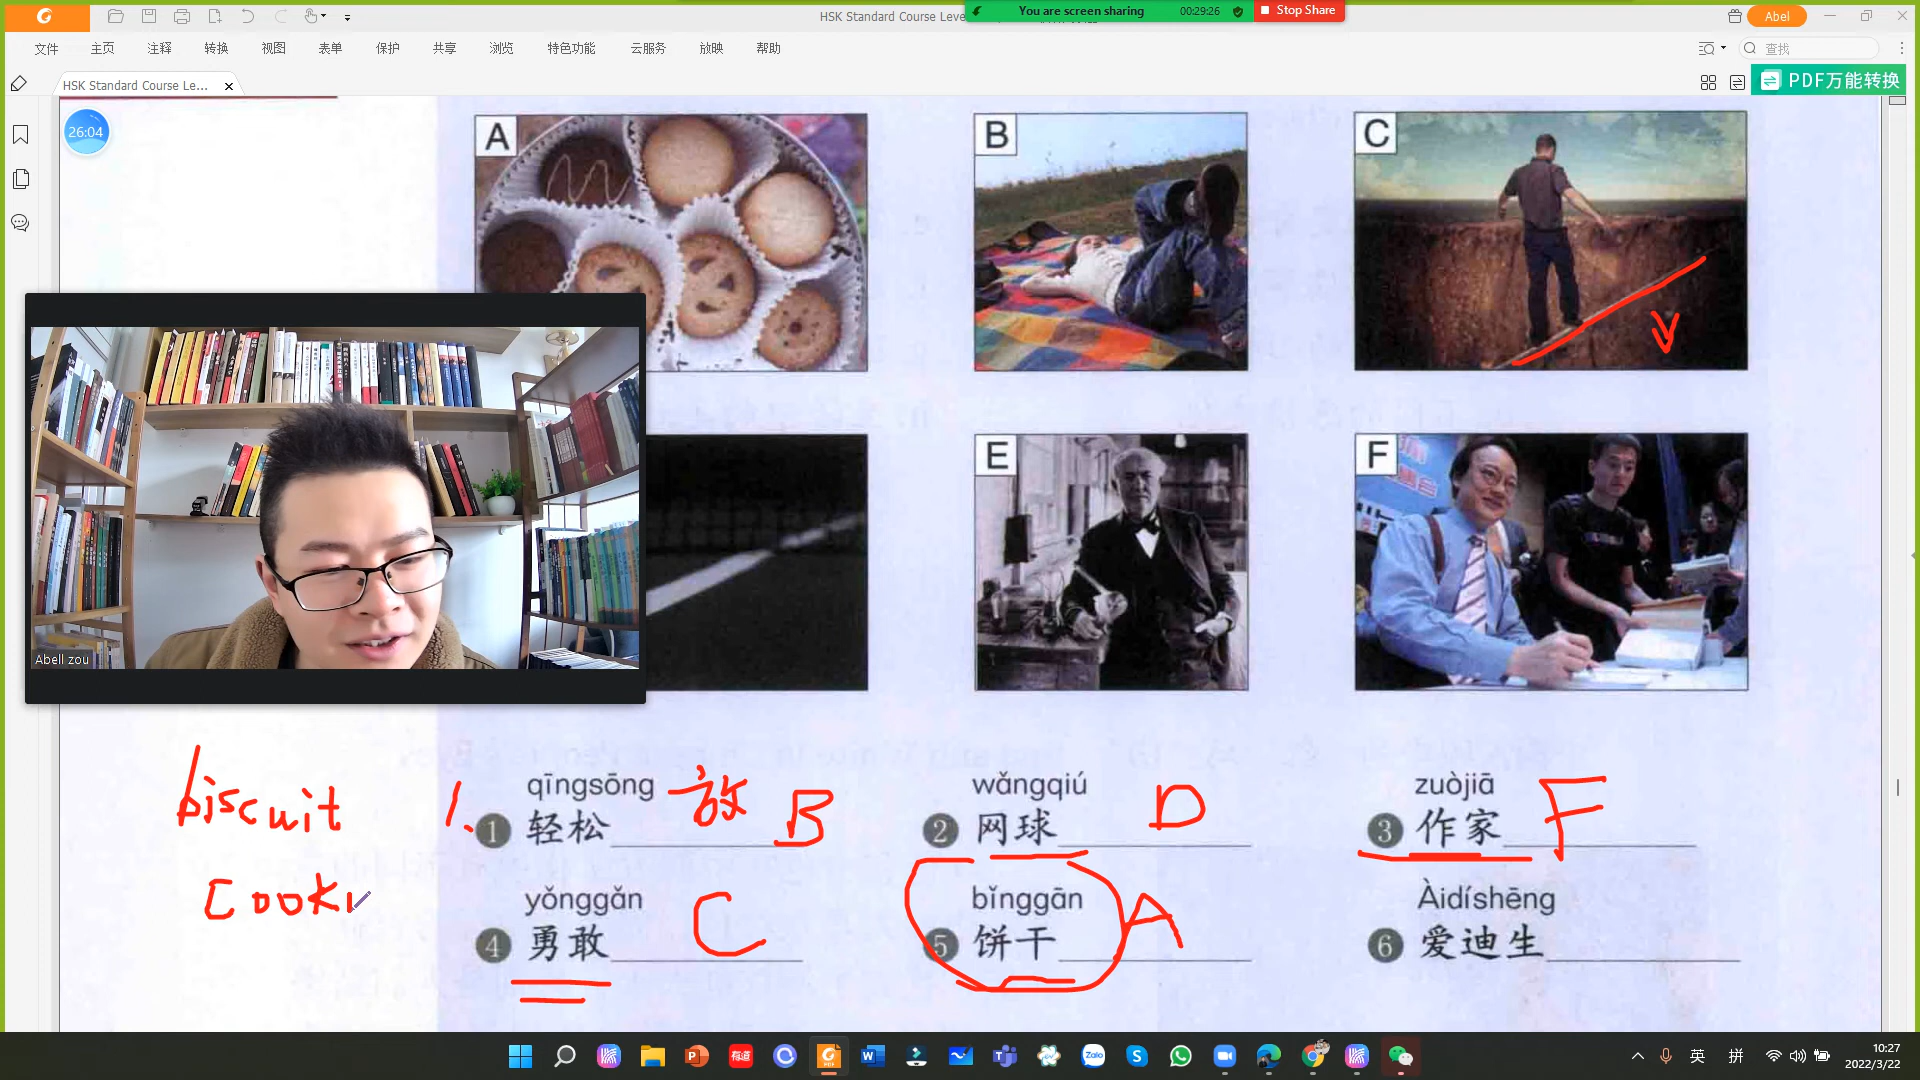 HSK Standard Course Leve
You are screen sharing
00:29:26
Stop Share
Abel
文件 主页 注释 转换 视图 表单 保护 共享 浏览 特色功能 云服务 放映 帮助
查找
HSK Standard Course Le...
PDF万能转换
26:04
A
B
C
E
F
Abell zou
biscuit
cooki
1.
qīngsōng
放
1 轻松
B
wǎngqiú
2 网球
D
zuòjiā
3 作家
F
yǒnggǎn
4 勇敢
C
bǐnggān
5 饼干
A
Àidíshēng
6 爱迪生
有道
Zalo
英
拼
10:27
2022/3/22